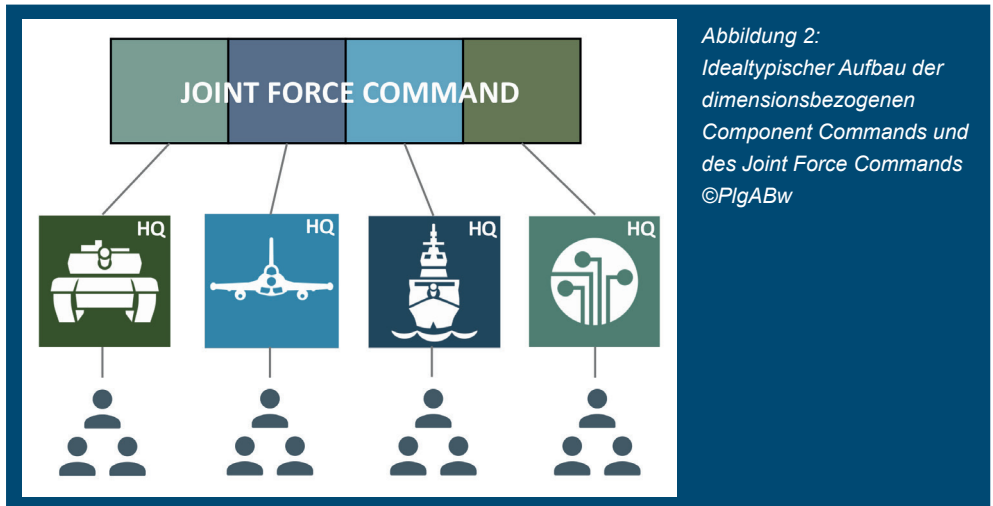 JOINT FORCE COMMAND
HQ
HQ
HQ
HQ
Abbildung 2:
Idealtypischer Aufbau der
dimensionsbezogenen
Component Commands und
des Joint Force Commands
©PlgABw